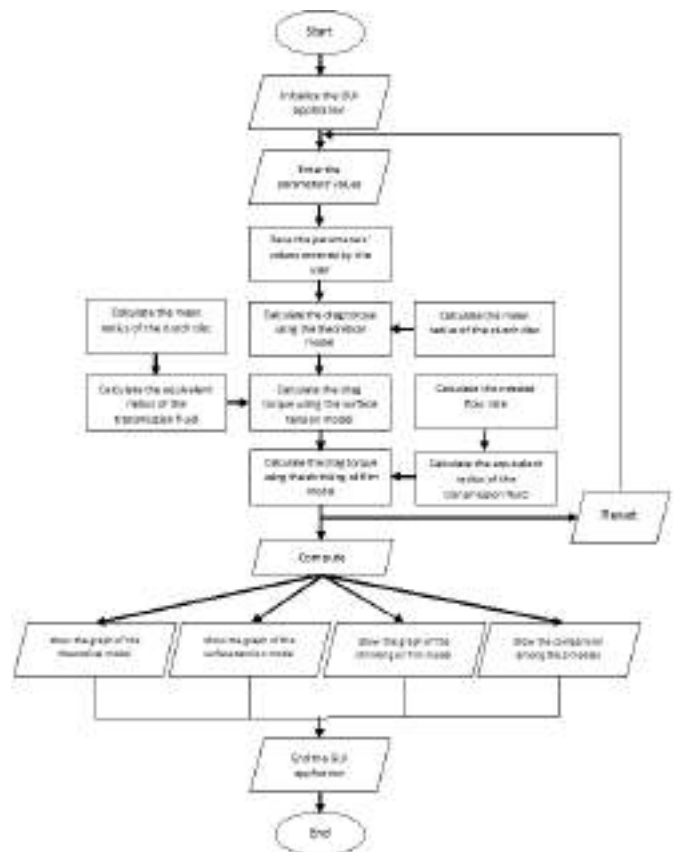 Start
Initialize the GUI
application
Enter the
parameters' values
Save the parameters'
values entered by the
user
Calculate the mean
radius of the clutch disc
Calculate the drag torque
using the theoretical
model
Calculate the mean
radius of the clutch disc
Calculate the equivalent
radius of the
transmission fluid
Calculate the drag
torque using the surface
tension model
Calculate the needed
flow rate
Calculate the drag torque
using the shrinking of film
model
Calculate the equivalent
radius of the
transmission fluid
Reset
Compute
Show the graph of the
theoretical model
Show the graph of the
surface tension model
Show the graph of the
shrinking of film model
Show the comparison
among the
End the GUI
application
End